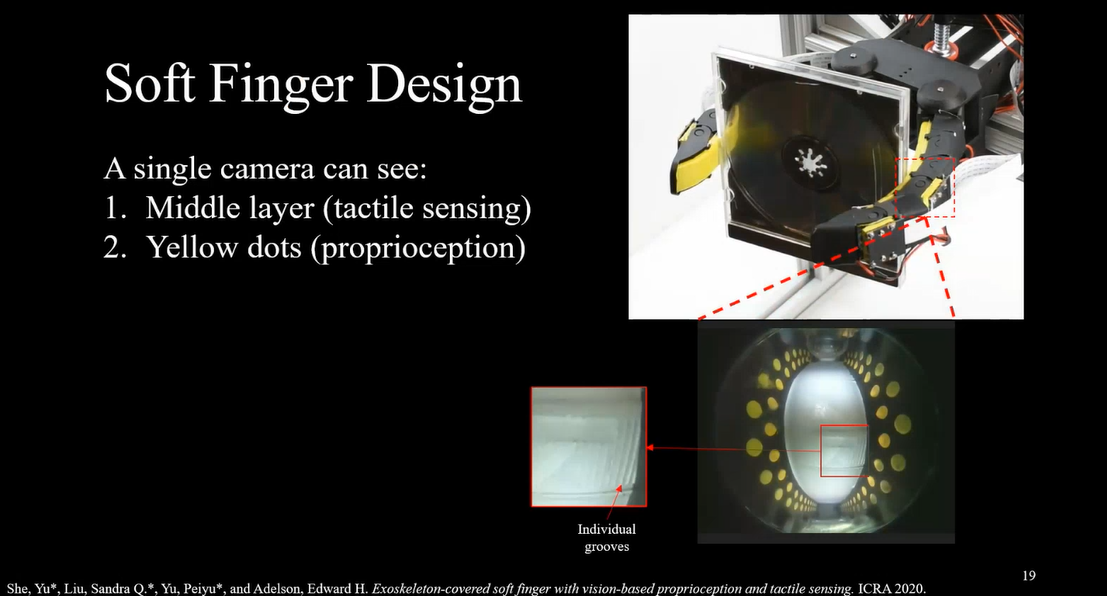 Soft Finger Design
A single camera can see:
1. Middle layer (tactile sensing)
2. Yellow dots (proprioception)
Individual
grooves
19
She, Yu*, Liu, Sandra Q.*, Yu, Peiyu*, and Adelson, Edward H. Exoskeleton-covered soft finger with vision-based proprioception and tactile sensing. ICRA 2020.